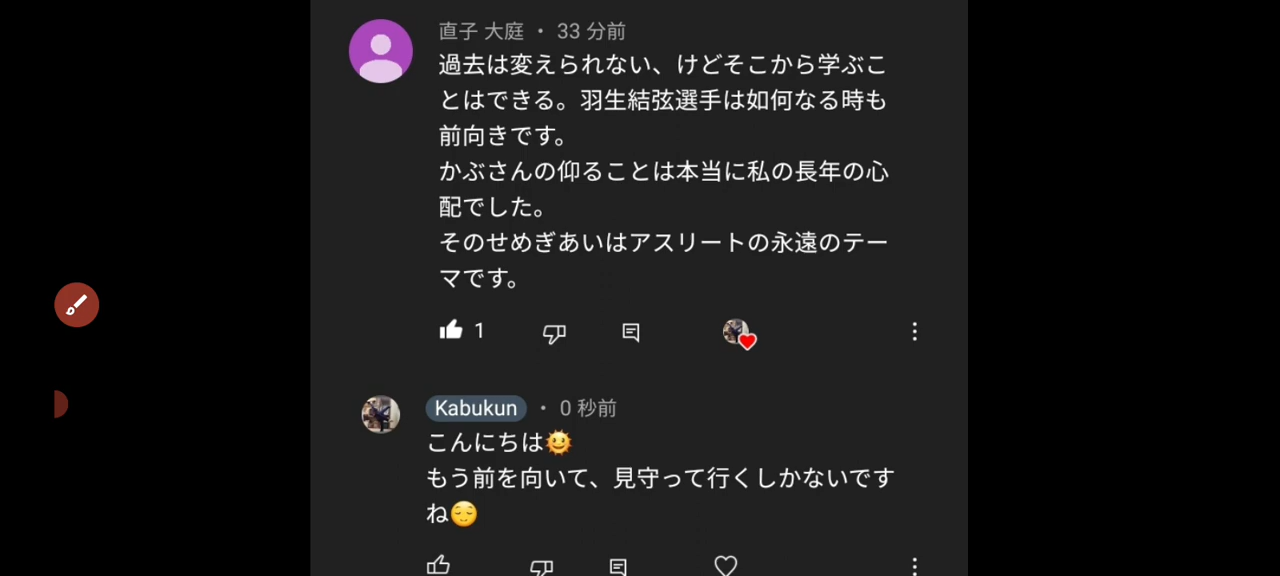 直子 大庭 ・ 33 分前
過去は変えられない、けどそこから学ぶこ
とはできる。羽生結弦選手は如何なる時も
前向きです。
かぶさんの仰ることは本当に私の長年の心
配でした。
そのせめぎあいはアスリートの永遠のテー
マです。
1
Kabukun ・ 0 秒前
こんにちは🌞
もう前を向いて、見守って行くしかないです
ね😌